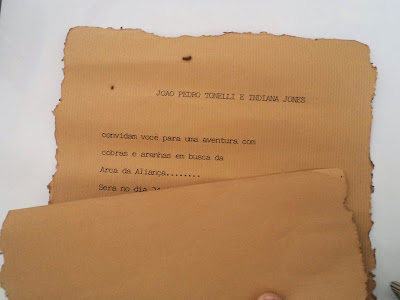 JOAO PEDRO TONELLI E INDIANA JONES
convidam você para uma aventura com
cobras e aranhas em busca da
Arca da Aliança........
Sera no dia